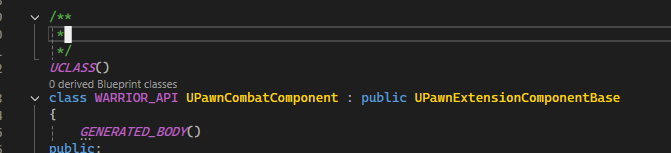 /**
*
*/
UCLASS()
0 derived Blueprint classes
class WARRIOR_API UPawnCombatComponent : public UPawnExtensionComponentBase
{
GENERATED_BODY()
public: